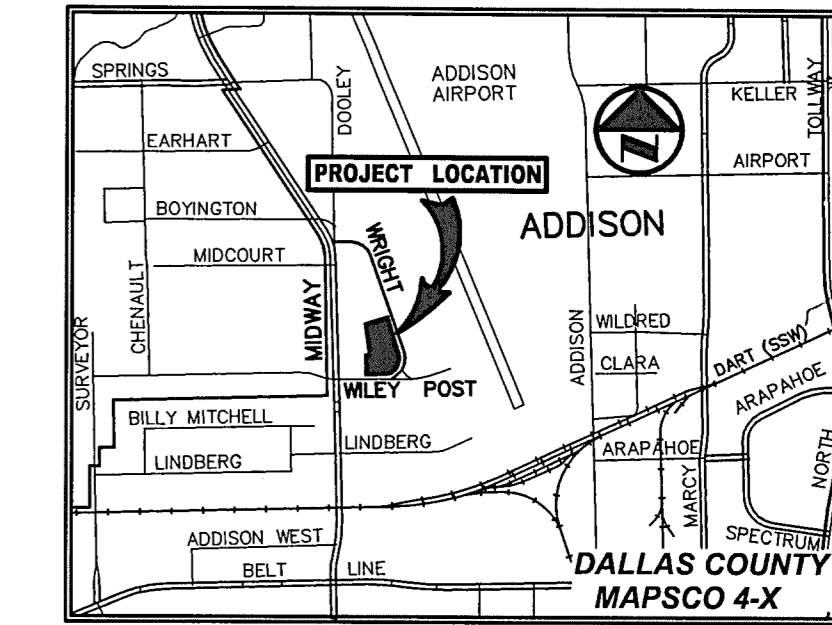 SPRINGS
DOOLEY
ADDISON
AIRPORT
KELLER
TOLLWAY
EARHART
PROJECT LOCATION
N
AIRPORT
BOYINGTON
ADDISON
WRIGHT
MIDCOURT
CHENAULT
MIDWAY
SURVEYOR
ADDISON
WILDRED
CLARA
DART (SSW)
WILEY POST
ARAPAHOE
BILLY MITCHELL
LINDBERG
LINDBERG
ARAPAHOE
MARCY
NORTH
ADDISON WEST
SPECTRUM
BELT LINE
DALLAS COUNTY
MAPSCO 4-X